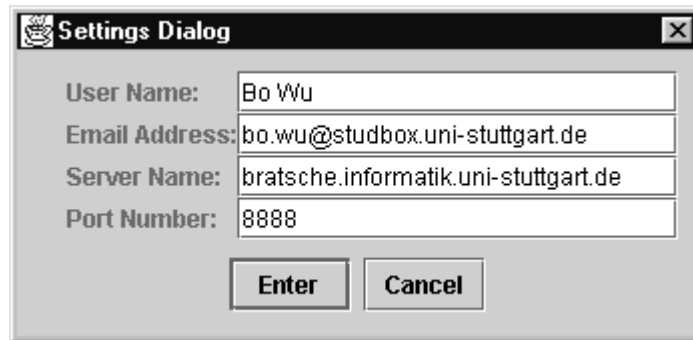 Settings Dialog
User Name: Bo Wu
Email Address: bo.wu@studbox.uni-stuttgart.de
Server Name: bratsche.informatik.uni-stuttgart.de
Port Number: 8888
Enter Cancel